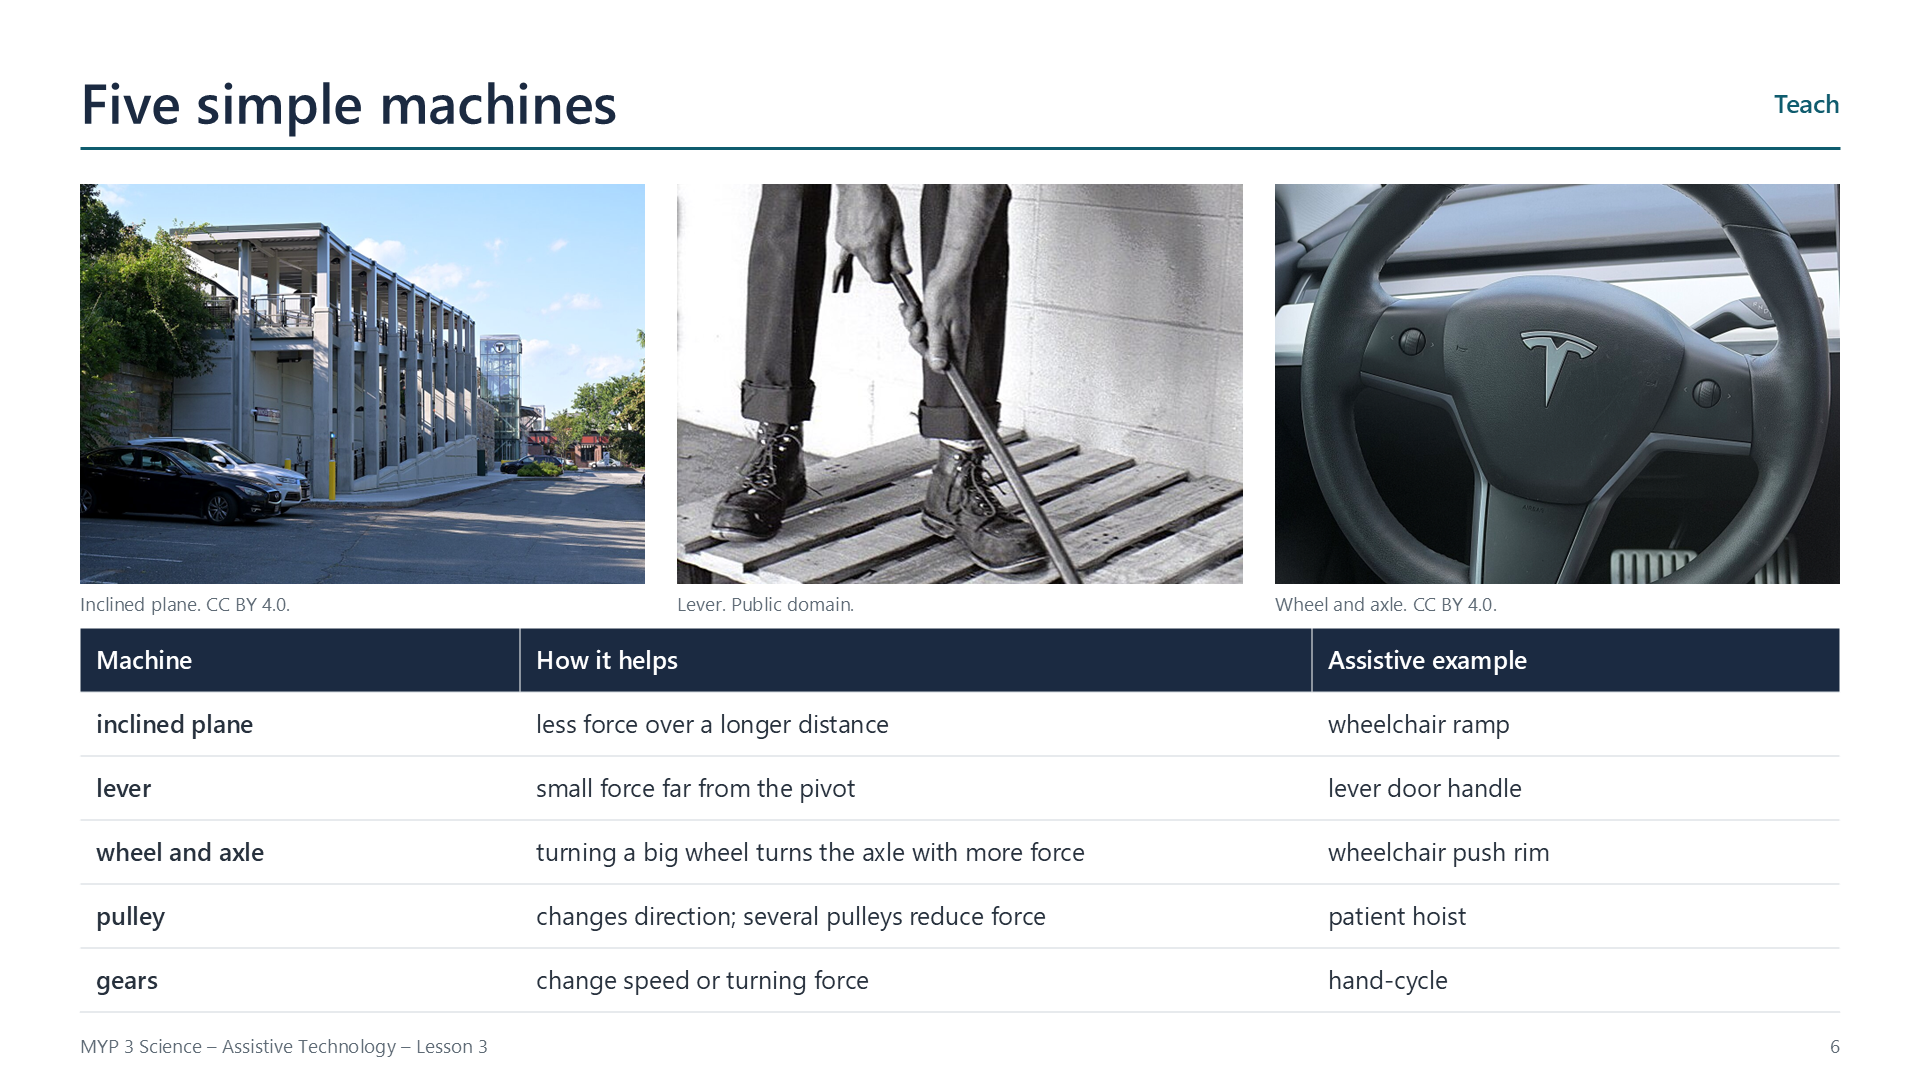 Five simple machines
Teach
Inclined plane. CC BY 4.0.
Lever. Public domain.
Wheel and axle. CC BY 4.0.
Machine How it helps Assistive example
inclined plane less force over a longer distance wheelchair ramp
lever small force far from the pivot lever door handle
wheel and axle turning a big wheel turns the axle with more force wheelchair push rim
pulley changes direction; several pulleys reduce force patient hoist
gears change speed or turning force hand-cycle
MYP 3 Science – Assistive Technology – Lesson 3
6